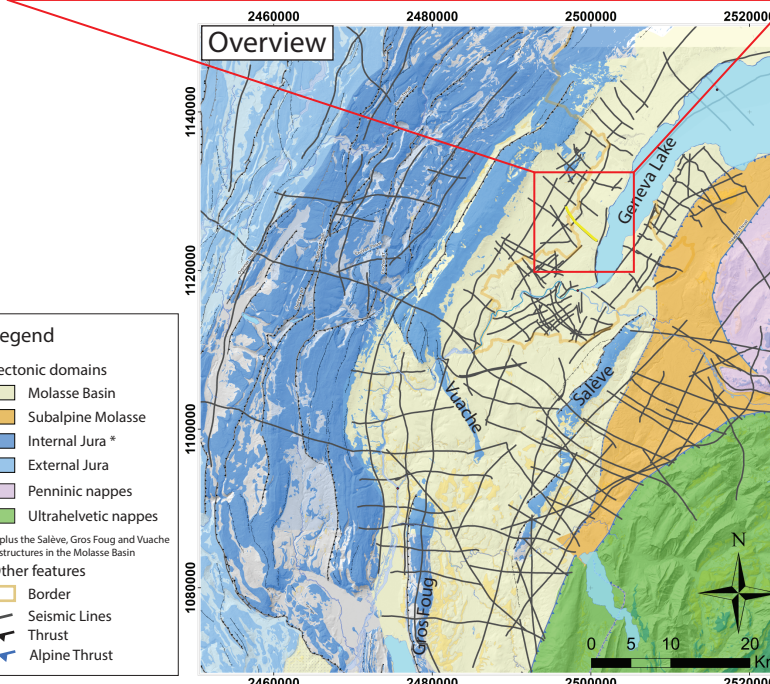 2460000 2480000 2500000 2520000
Overview
1140000
Geneva Lake
1120000
egend
ectonic domains
Molasse Basin
Subalpine Molasse
Internal Jura *
External Jura
Penninic nappes
Ultrahelvetic nappes
plus the Salève, Gros Foug and Vuache
structures in the Molasse Basin
ther features
Border
Seismic Lines
Thrust
Alpine Thrust
Vuache
Salève
1100000
1080000
Gros Foug
N
0 5 10 20
Km
2460000 2480000 2500000 2520000